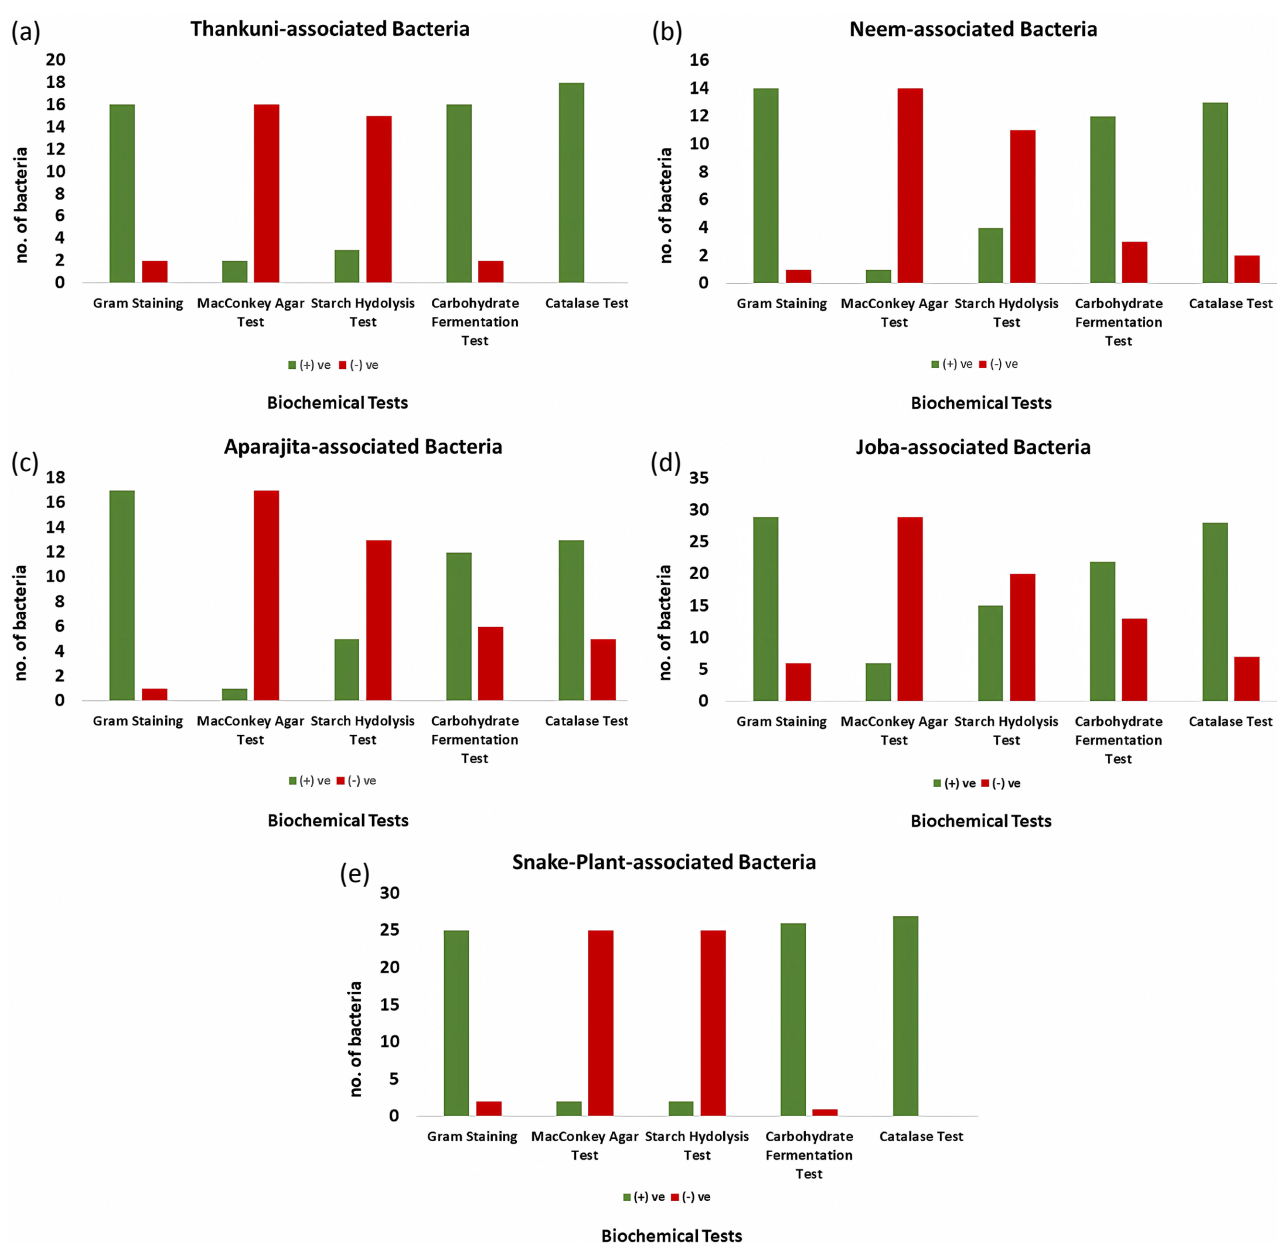 (a)
Thankuni-associated Bacteria
20
18
16
14
12
10
8
6
4
2
0
no. of bacteria
Gram Staining
MacConkey Agar
Test
Starch Hydolysis
Test
Carbohydrate
Fermentation
Test
Catalase Test
(+) ve (-) ve
Biochemical Tests
(b)
Neem-associated Bacteria
16
14
12
10
8
6
4
2
0
no. of bacteria
Gram Staining
MacConkey Agar
Test
Starch Hydolysis
Test
Carbohydrate
Fermentation
Test
Catalase Test
(+) ve (-) ve
Biochemical Tests
(c)
Aparajita-associated Bacteria
18
16
14
12
10
8
6
4
2
0
no. of bacteria
Gram Staining
MacConkey Agar
Test
Starch Hydolysis
Test
Carbohydrate
Fermentation
Test
Catalase Test
(+) ve (-) ve
Biochemical Tests
(d)
Joba-associated Bacteria
35
30
25
20
15
10
5
0
no. of bacteria
Gram Staining
MacConkey Agar
Test
Starch Hydolysis
Test
Carbohydrate
Fermentation
Test
Catalase Test
(+) ve (-) ve
Biochemical Tests
(e)
Snake-Plant-associated Bacteria
30
25
20
15
10
5
0
no. of bacteria
Gram Staining
MacConkey Agar
Test
Starch Hydolysis
Test
Carbohydrate
Fermentation
Test
Catalase Test
(+) ve (-) ve
Biochemical Tests